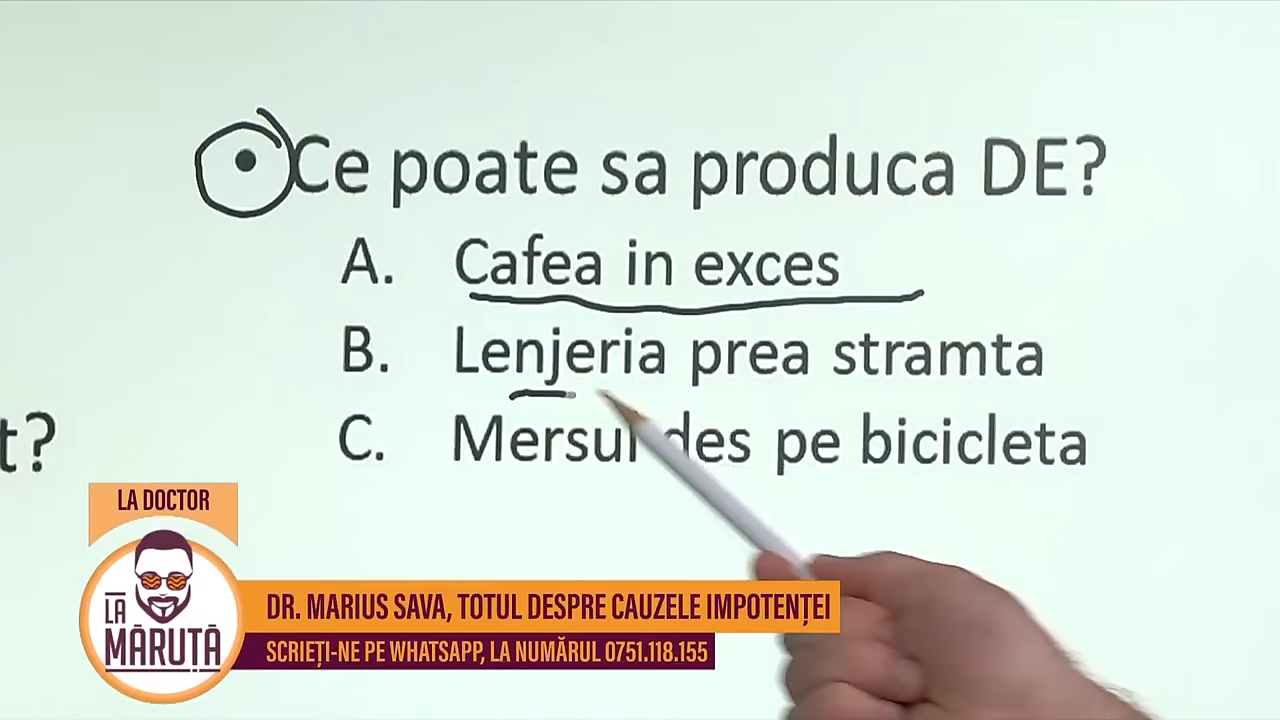 Ce poate sa produca DE?
A. Cafea in exces
B. Lenjeria prea stramta
C. Mersul des pe bicicleta
t?
LA DOCTOR
LA
MĂRUȚĂ
DR. MARIUS SAVA, TOTUL DESPRE CAUZELE IMPOTENȚEI
SCRIEȚI-NE PE WHATSAPP, LA NUMĂRUL 0751.118.155